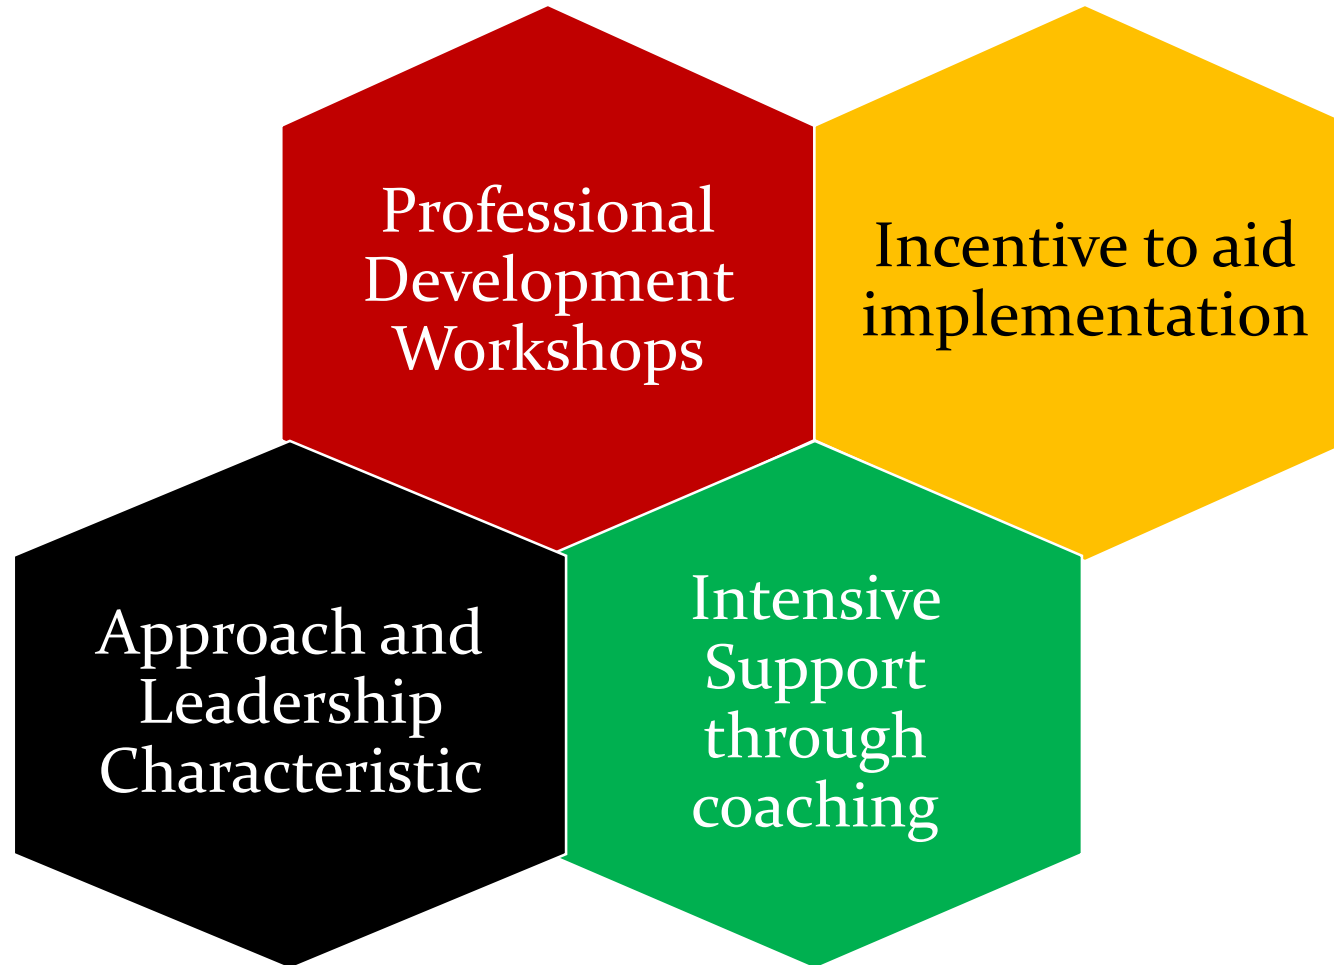 Professional
Development
Workshops
Incentive to aid
implementation
Approach and
Leadership
Characteristic
Intensive
Support
through
coaching